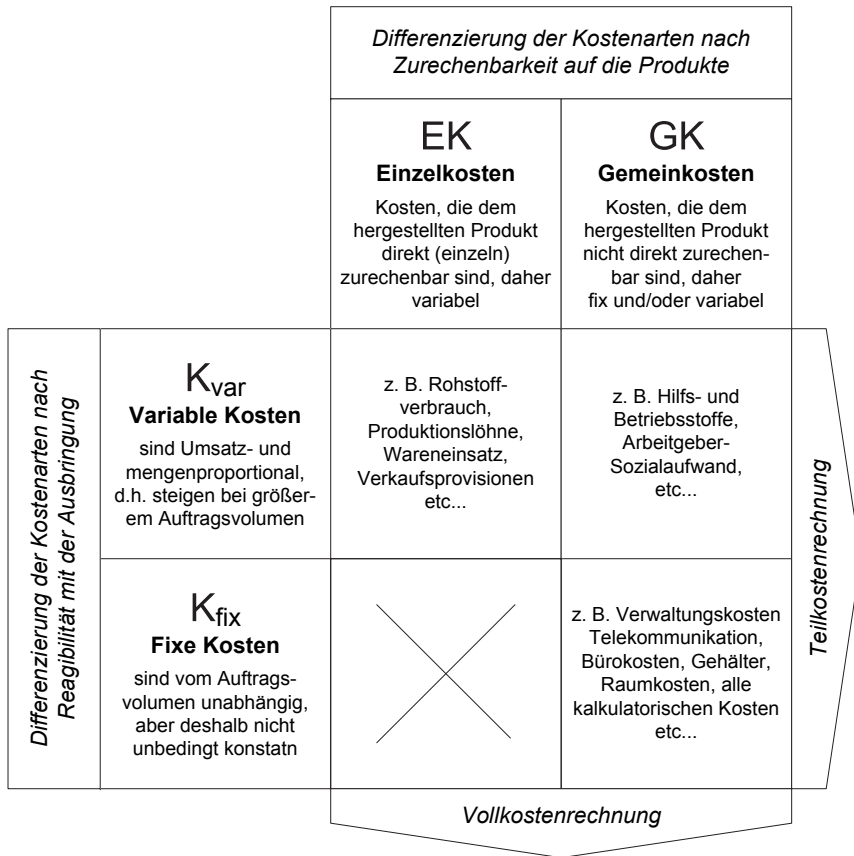 Differenzierung der Kostenarten nach
Zurechenbarkeit auf die Produkte
EK
Einzelkosten
Kosten, die dem
hergestellten Produkt
direkt (einzeln)
zurechenbar sind, daher
variabel
GK
Gemeinkosten
Kosten, die dem
hergestellten Produkt
nicht direkt zurechen-
bar sind, daher
fix und/oder variabel
Differenzierung der Kostenarten nach
Reagibilität mit der Ausbringung
Kvar
Variable Kosten
sind Umsatz- und
mengenproportional,
d.h. steigen bei größer-
em Auftragsvolumen
z. B. Rohstoff-
verbrauch,
Produktionslöhne,
Wareneinsatz,
Verkaufsprovisionen
etc...
z. B. Hilfs- und
Betriebsstoffe,
Arbeitgeber-
Sozialaufwand,
etc...
Kfix
Fixe Kosten
sind vom Auftrags-
volumen unabhängig,
aber deshalb nicht
unbedingt konstatn
z. B. Verwaltungskosten
Telekommunikation,
Bürokosten, Gehälter,
Raumkosten, alle
kalkulatorischen Kosten
etc...
Teilkostenrechnung
Vollkostenrechnung